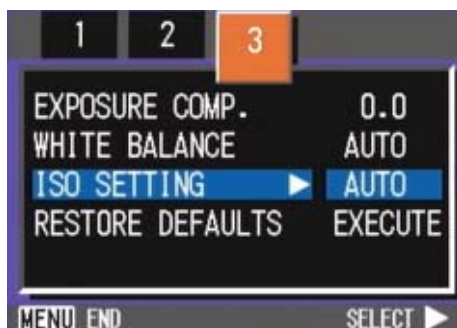 1 2 3
EXPOSURE COMP. 0.0
WHITE BALANCE AUTO
ISO SETTING ▶ AUTO
RESTORE DEFAULTS EXECUTE
MENU END SELECT ▶